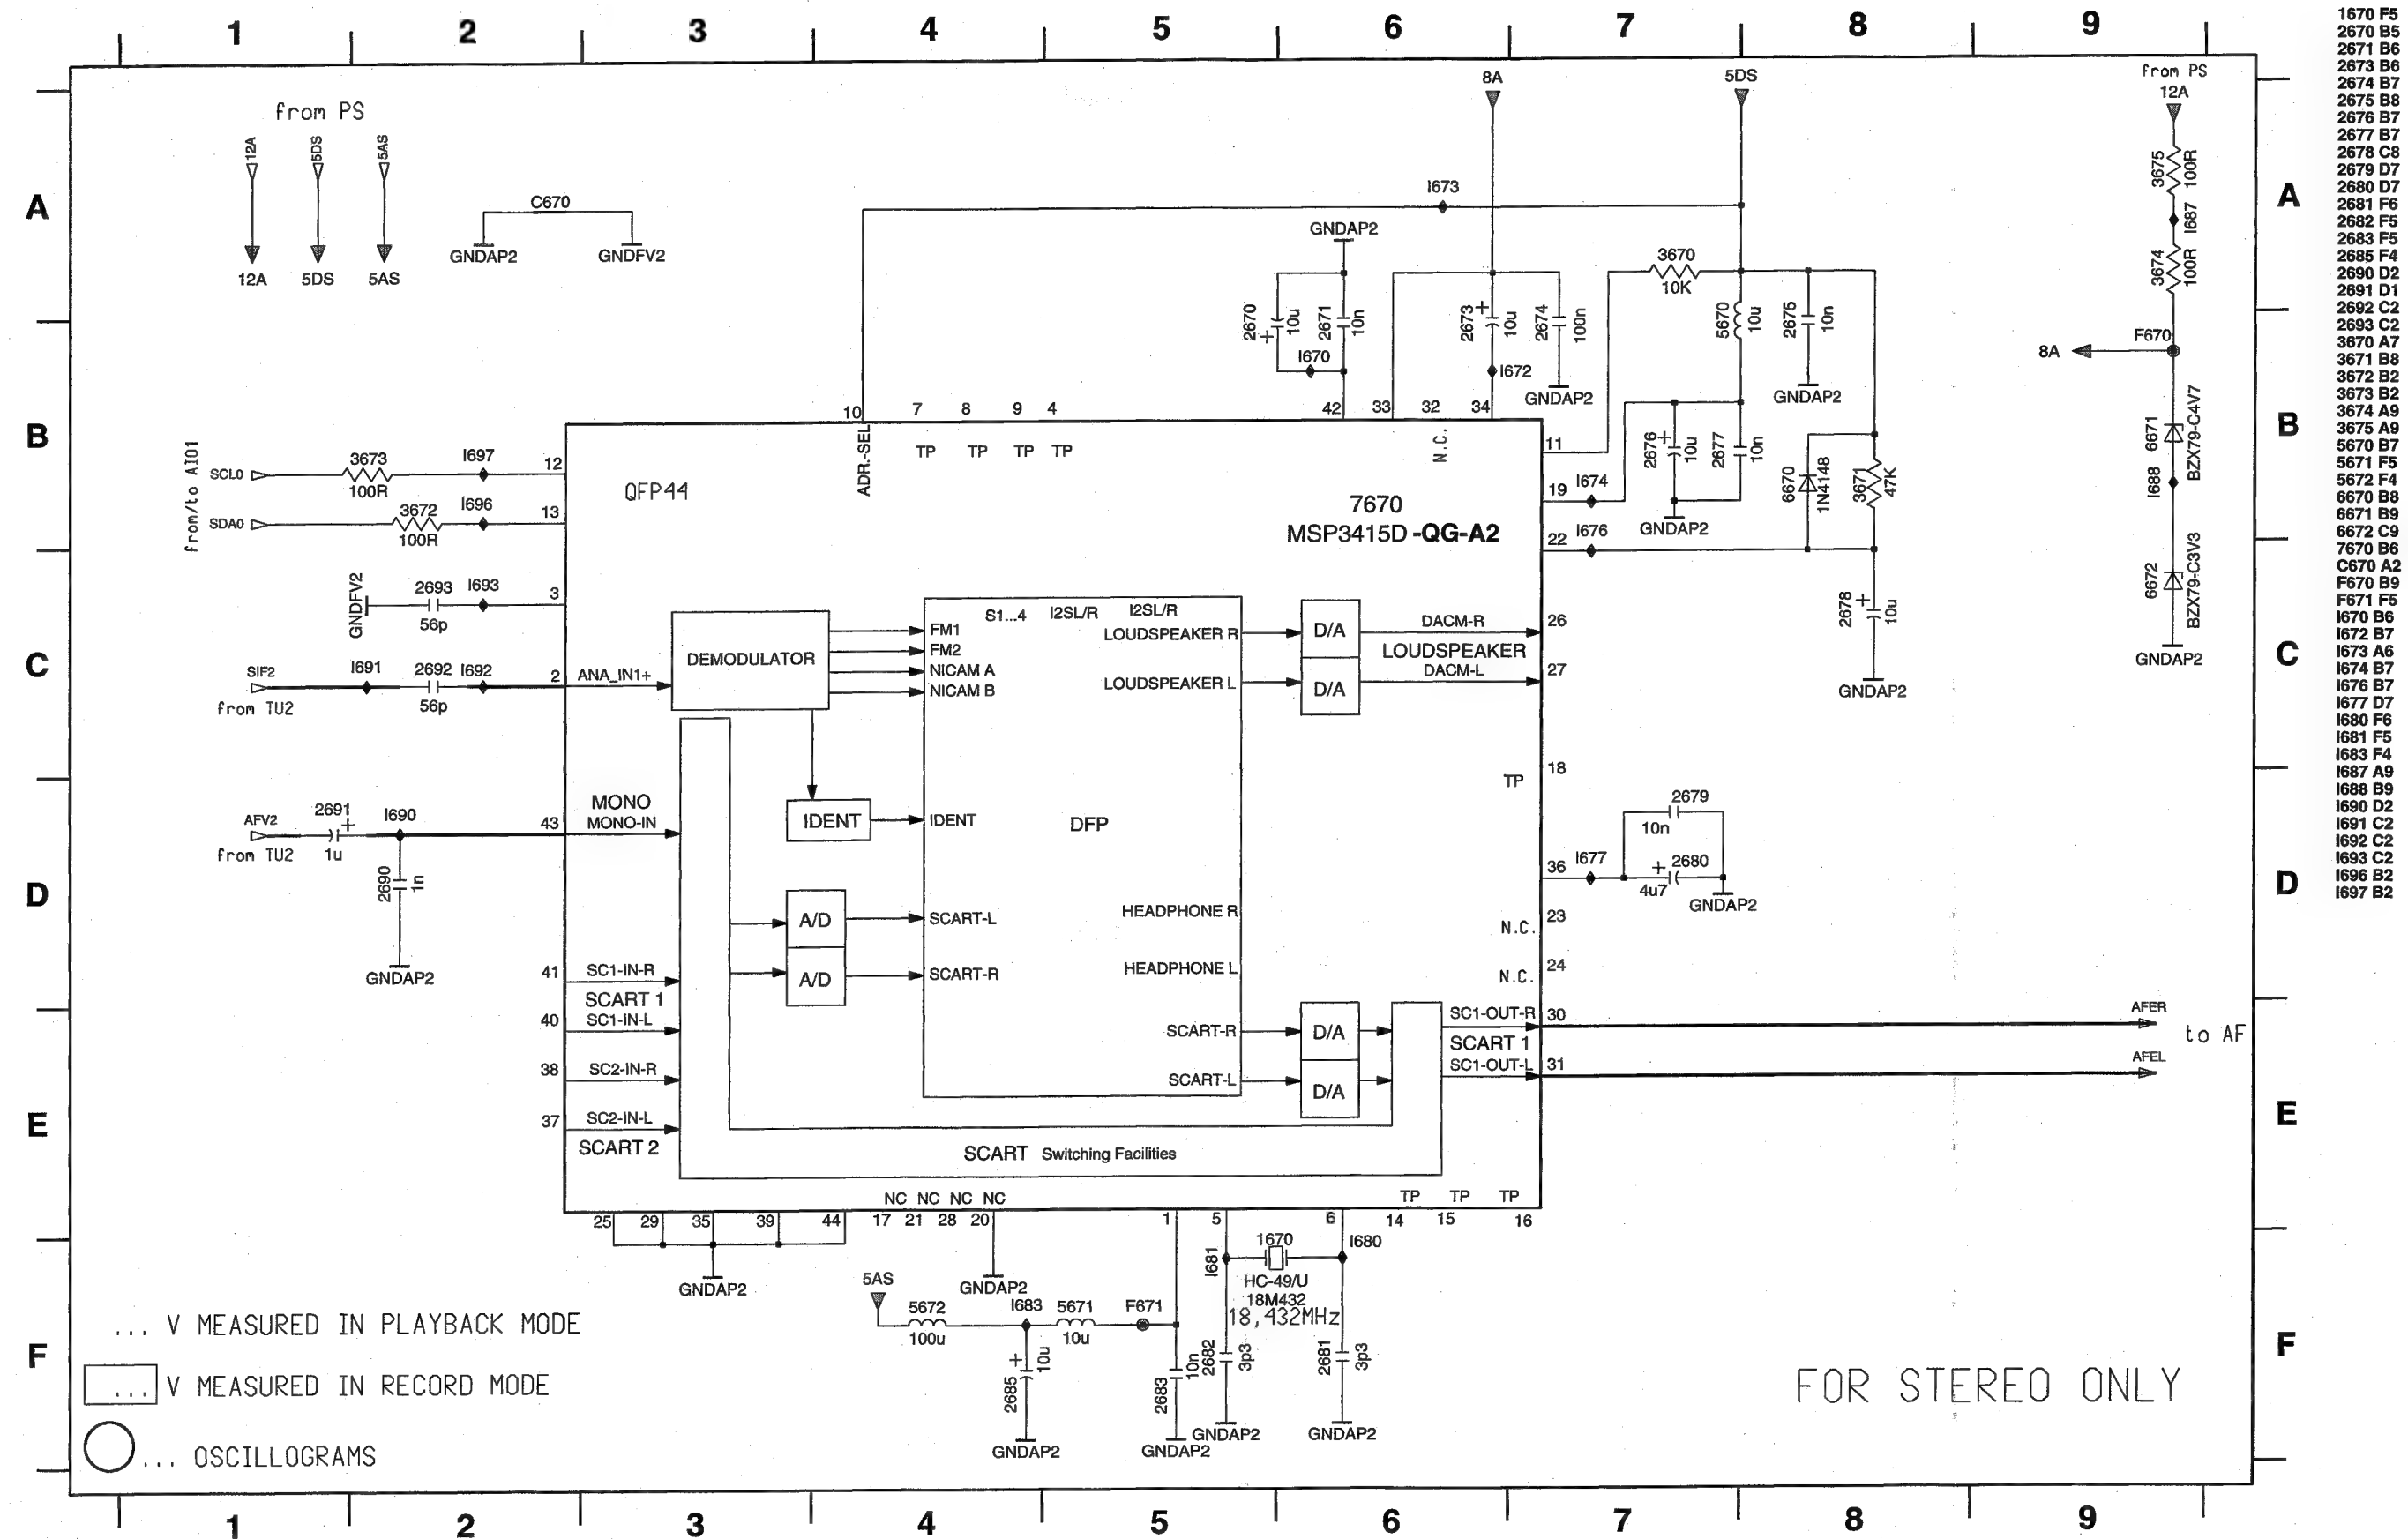 1 2 3 4 5 6 7 8 9
A
B
C
D
E
F
from PS
12A 5DS 5AS
12A 5DS 5AS
C670
GNDAP2 GNDFV2
8A
5DS
from PS
12A
3675
100R
I687
3674
100R
F670
8A
6671
BZX79-C4V7
I688
6672
BZX79-C3V3
GNDAP2
I673
GNDAP2
2670
10u
+
2671
10n
I670
2673
+
10u
2674
100n
I672
GNDAP2
3670
10K
5670
10u
2675
10n
GNDAP2
2676
+
10u
2677
10n
GNDAP2
6670
1N4148
3671
47K
2678
+
10u
GNDAP2
from/to AIO1
SCL0
3673
100R
I697
12
SDA0
3672
100R
I696
13
GNDFV2
2693
56p
I693
3
SIF2
from TU2
I691
2692
56p
I692
2
ANA_IN1+
AFV2
from TU2
2691
+
1u
I690
43
2690
1n
GNDAP2
10 7 8 9 4 42 33 32 34
ADR.-SEL
TP TP TP TP
N.C.
QFP44
7670
MSP3415D -QG-A2
11
19 I674
22 I676
DEMODULATOR
FM1
FM2
NICAM A
NICAM B
S1...4 I2SL/R I2SL/R
LOUDSPEAKER R
LOUDSPEAKER L
D/A
D/A
DACM-R
LOUDSPEAKER
DACM-L
26
27
TP 18
MONO
MONO-IN
IDENT
IDENT
DFP
A/D
A/D
SCART-L
SCART-R
HEADPHONE R
HEADPHONE L
36 I677
2679
10n
+ 2680
4u7
GNDAP2
N.C. 23
N.C. 24
41 SC1-IN-R
SCART 1
40 SC1-IN-L
38 SC2-IN-R
37 SC2-IN-L
SCART 2
SCART-R
SCART-L
D/A
D/A
SC1-OUT-R 30
SCART 1
SC1-OUT-L 31
AFER
to AF
AFEL
SCART Switching Facilities
NC NC NC NC
TP TP TP
25 29 35 39 44 17 21 28 20 1 5 6 14 15 16
GNDAP2
GNDAP2
5AS
5672
100u
I683
5671
10u
F671
2685
+
10u
GNDAP2
2683
10n
GNDAP2
I681
1670
I680
HC-49/U
18M432
18,432MHz
2682
3p3
GNDAP2
2681
3p3
GNDAP2
... V MEASURED IN PLAYBACK MODE
... V MEASURED IN RECORD MODE
... OSCILLOGRAMS
FOR STEREO ONLY
A
B
C
D
E
F
1 2 3 4 5 6 7 8 9
1670 F5
2670 B5
2671 B6
2673 B6
2674 B7
2675 B8
2676 B7
2677 B7
2678 C8
2679 D7
2680 D7
2681 F6
2682 F5
2683 F5
2685 F4
2690 D2
2691 D1
2692 C2
2693 C2
3670 A7
3671 B8
3672 B2
3673 B2
3674 A9
3675 A9
5670 B7
5671 F5
5672 F4
6670 B8
6671 B9
6672 C9
7670 B6
C670 A2
F670 B9
F671 F5
I670 B6
I672 B7
I673 A6
I674 B7
I676 B7
I677 D7
I680 F6
I681 F5
I683 F4
I687 A9
I688 B9
I690 D2
I691 C2
I692 C2
I693 C2
I696 B2
I697 B2